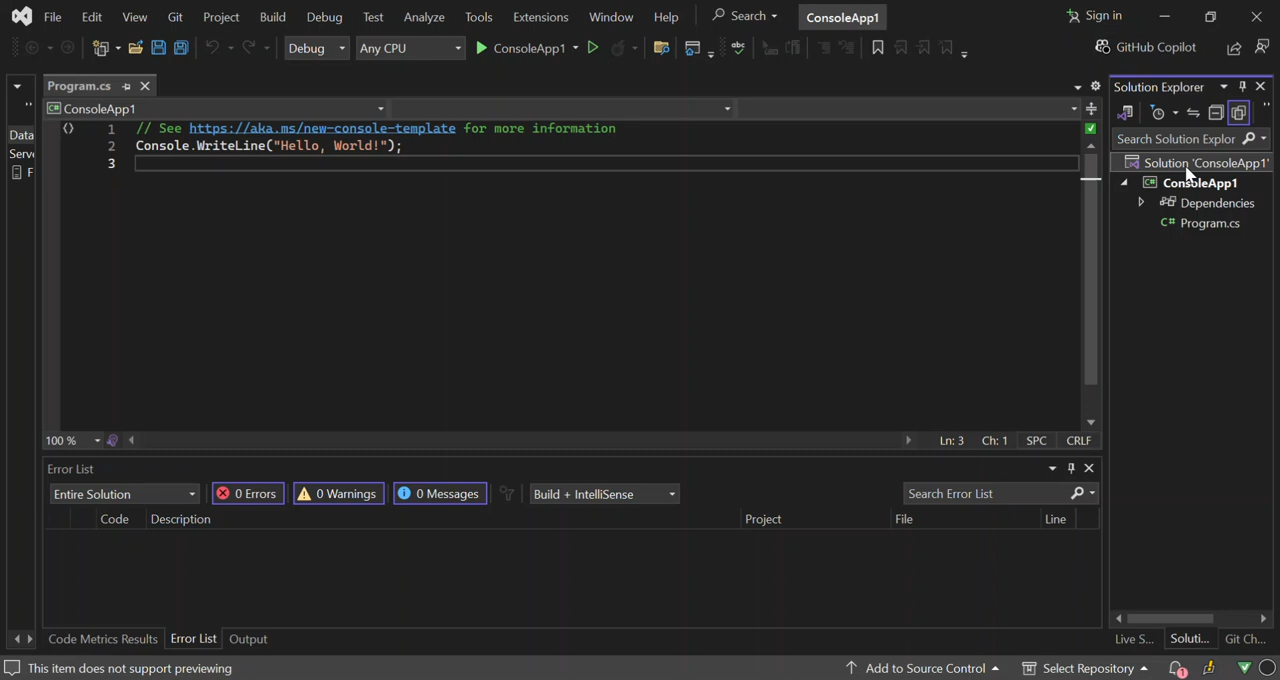 File Edit View Git Project Build Debug Test Analyze Tools Extensions Window Help Search ConsoleApp1 Sign in
Debug Any CPU ConsoleApp1 abc GitHub Copilot
Program.cs
ConsoleApp1
1 // See https://aka.ms/new-console-template for more information
2 Console.WriteLine("Hello, World!");
3
Data
Serv
F
100 % Ln: 3 Ch: 1 SPC CRLF
Error List
Entire Solution 0 Errors 0 Warnings 0 Messages Build + IntelliSense Search Error List
Code Description Project File Line
Code Metrics Results Error List Output
Solution Explorer
Search Solution Explor
Solution 'ConsoleApp1'
C# ConsoleApp1
Dependencies
C# Program.cs
Live S... Soluti... Git Ch...
This item does not support previewing Add to Source Control Select Repository 1